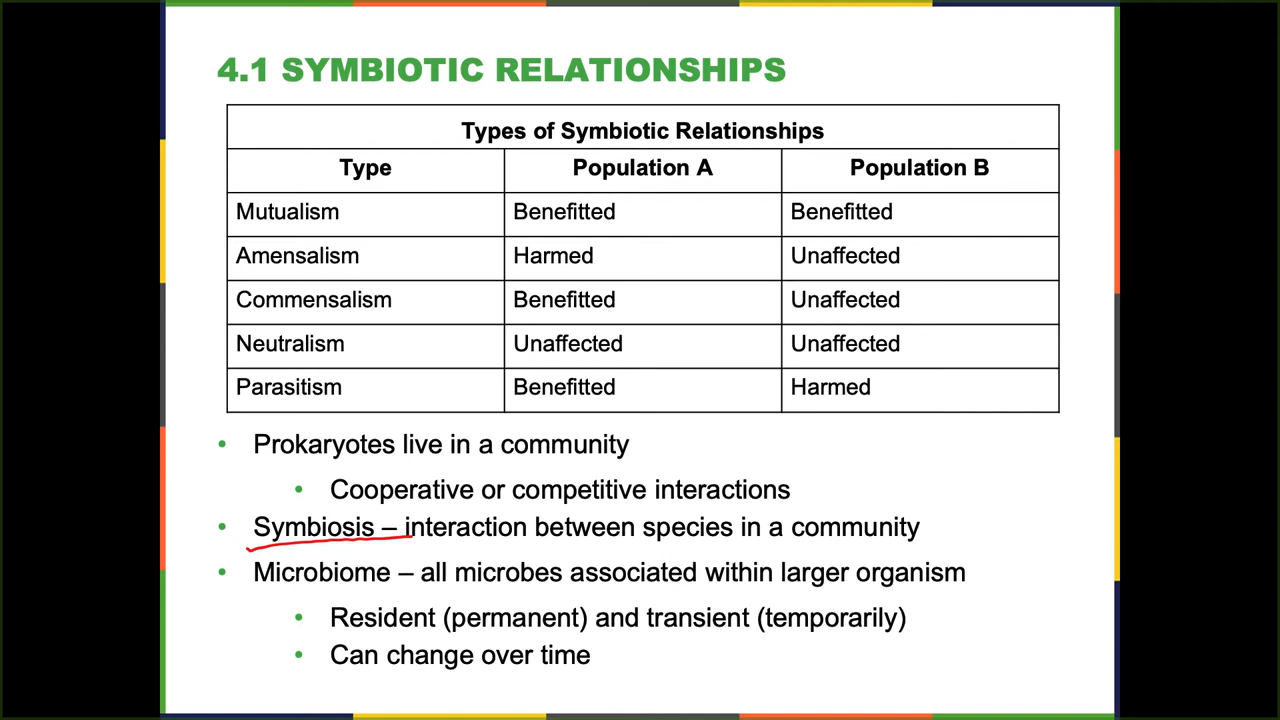 4.1 SYMBIOTIC RELATIONSHIPS
Types of Symbiotic Relationships
Type Population A Population B
Mutualism Benefitted Benefitted
Amensalism Harmed Unaffected
Commensalism Benefitted Unaffected
Neutralism Unaffected Unaffected
Parasitism Benefitted Harmed
• Prokaryotes live in a community
• Cooperative or competitive interactions
• Symbiosis – interaction between species in a community
• Microbiome – all microbes associated within larger organism
• Resident (permanent) and transient (temporarily)
• Can change over time